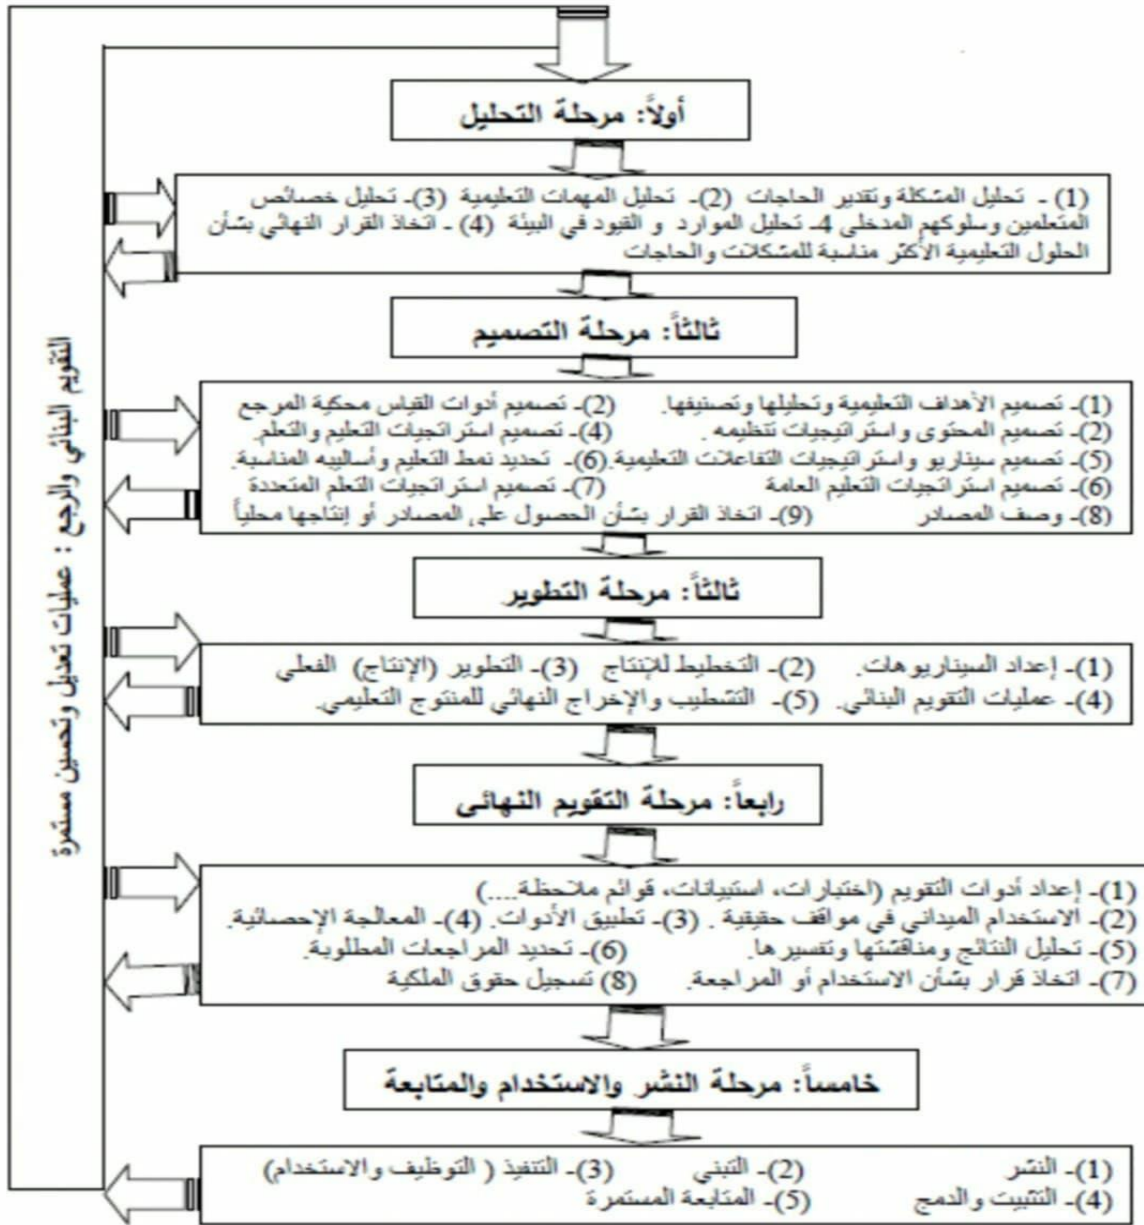 أولاً: مرحلة التحليل
(1) - تحليل المشكلة وتقدير الحاجات (2)- تحليل المهمات التعليمية (3)- تحليل خصائص
المتعلمين وسلوكهم المدخلى 4- تحليل الموارد و القيود في البيئة (4) - اتخاذ القرار النهائي بشأن
الحلول التعليمية الأكثر مناسبة للمشكلات والحاجات
ثالثاً: مرحلة التصميم
(1)- تصميم الأهداف التعليمية وتحليلها وتصنيفها. (2)- تصميم أدوات القياس محكية المرجع
(2)- تصميم المحتوى واستراتيجيات تنظيمه . (4)- تصميم استراتجيات التعليم والتعلم.
(5)- تصميم سيناريو واستراتيجيات التفاعلات التعليمية. (6)- تحديد نمط التعليم وأساليبه المناسبة.
(6)- تصميم استراتجيات التعليم العامة (7)- تصميم استراتجيات التعلم المتعددة
(8)- وصف المصادر (9)- اتخاذ القرار بشأن الحصول على المصادر أو إنتاجها محلياً
ثالثاً: مرحلة التطوير
(1)- إعداد السيناريوهات. (2)- التخطيط للإنتاج (3)- التطوير (الإنتاج) الفعلي
(4)- عمليات التقويم البنائي. (5)- التشطيب والإخراج النهائي للمنتوج التعليمي.
رابعاً: مرحلة التقويم النهائى
(1)- إعداد أدوات التقويم (اختبارات، استبيانات، قوائم ملاحظة....)
(2)- الاستخدام الميداني في مواقف حقيقية . (3)- تطبيق الأدوات. (4)- المعالجة الإحصائية.
(5)- تحليل النتائج ومناقشتها وتفسيرها. (6)- تحديد المراجعات المطلوبة.
(7)- اتخاذ قرار بشأن الاستخدام أو المراجعة. (8) تسجيل حقوق الملكية
خامساً: مرحلة النشر والاستخدام والمتابعة
(1)- النشر (2)- التبني (3)- التنفيذ ( التوظيف والاستخدام)
(4)- التثبيت والدمج (5)- المتابعة المستمرة
التقويم البنائي والرجع : عمليات تعديل وتحسين مستمرة